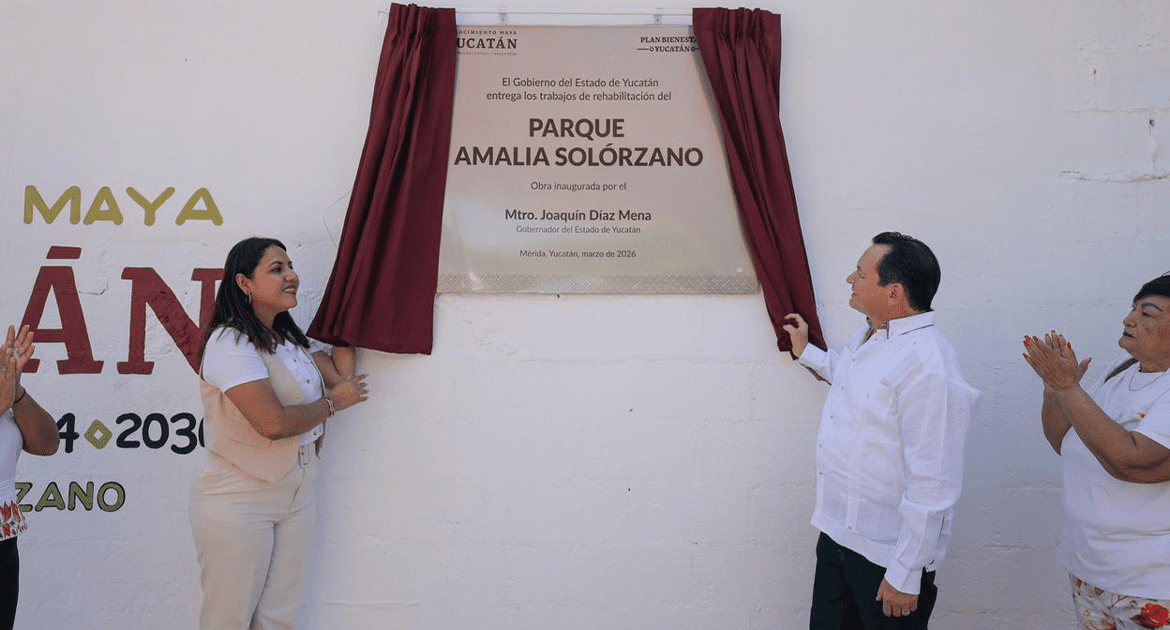 YUCATÁN
PLAN BIENESTA
YUCATÁN
El Gobierno del Estado de Yucatán
entrega los trabajos de rehabilitación del
PARQUE
AMALIA SOLÓRZANO
Obra inaugurada por el
Mtro. Joaquín Díaz Mena
Gobernador del Estado de Yucatán
Mérida, Yucatán, marzo de 2026
MAYA
ÁN
4 2030
ZANO